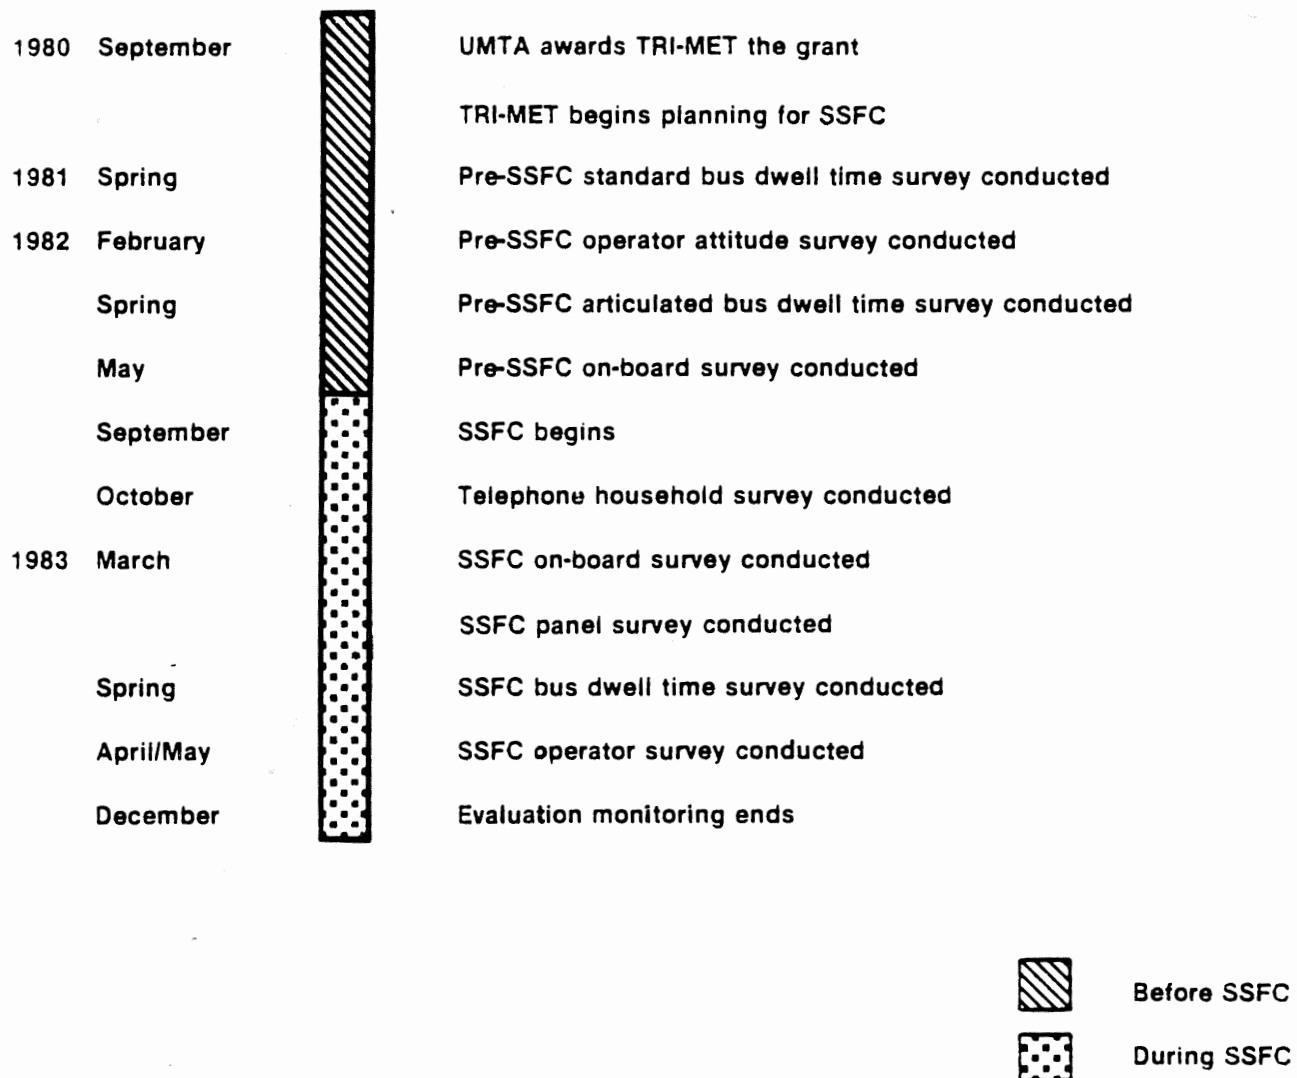 1980 September UMTA awards TRI-MET the grant
TRI-MET begins planning for SSFC
1981 Spring Pre-SSFC standard bus dwell time survey conducted
1982 February Pre-SSFC operator attitude survey conducted
Spring Pre-SSFC articulated bus dwell time survey conducted
May Pre-SSFC on-board survey conducted
September SSFC begins
October Telephone household survey conducted
1983 March SSFC on-board survey conducted
SSFC panel survey conducted
Spring SSFC bus dwell time survey conducted
April/May SSFC operator survey conducted
December Evaluation monitoring ends
Before SSFC
During SSFC